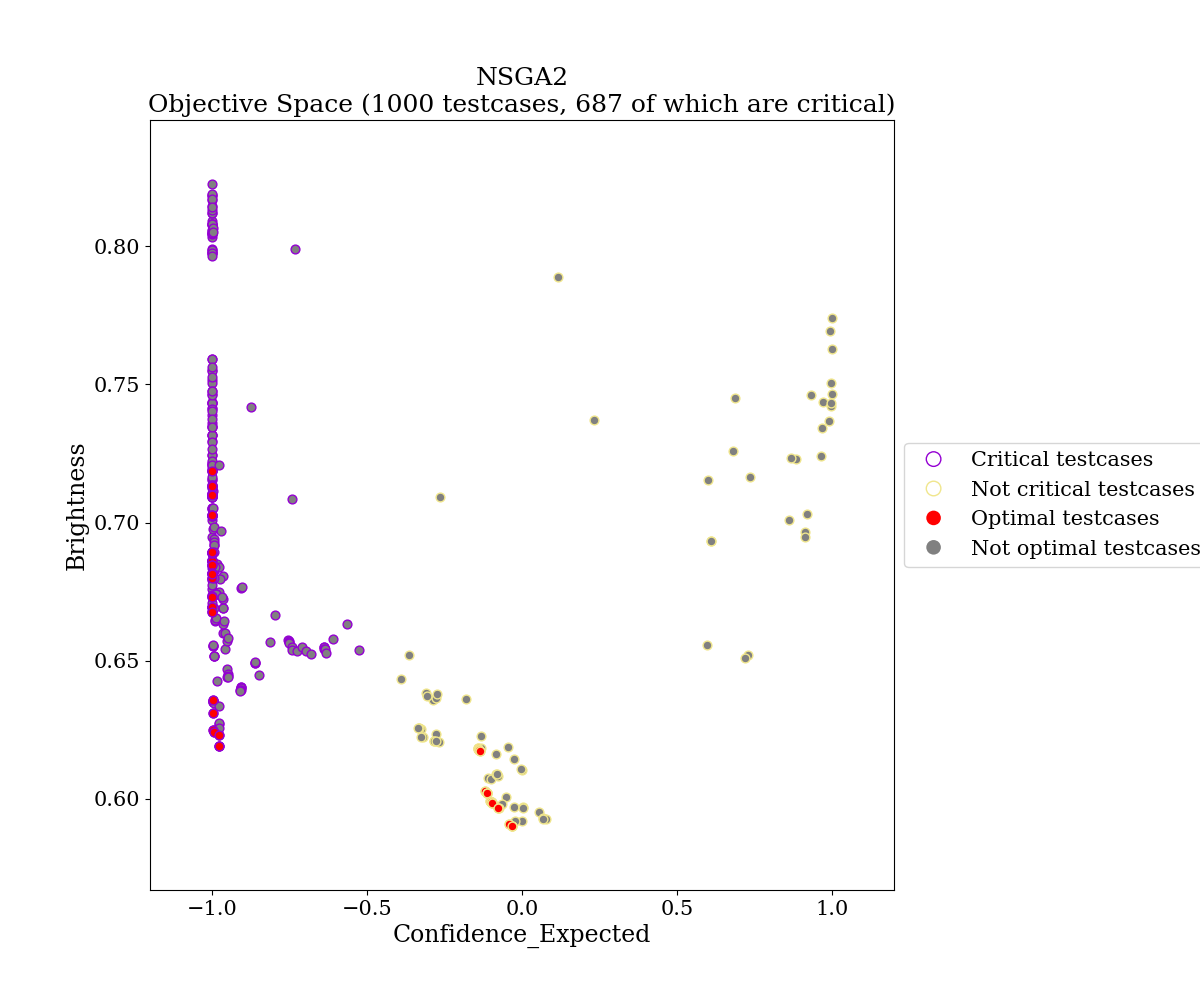 NSGA2
Objective Space (1000 testcases, 687 of which are critical)
Brightness
0.80
0.75
0.70
0.65
0.60
−1.0
−0.5
0.0
0.5
1.0
Confidence_Expected
Critical testcases
Not critical testcases
Optimal testcases
Not optimal testcases